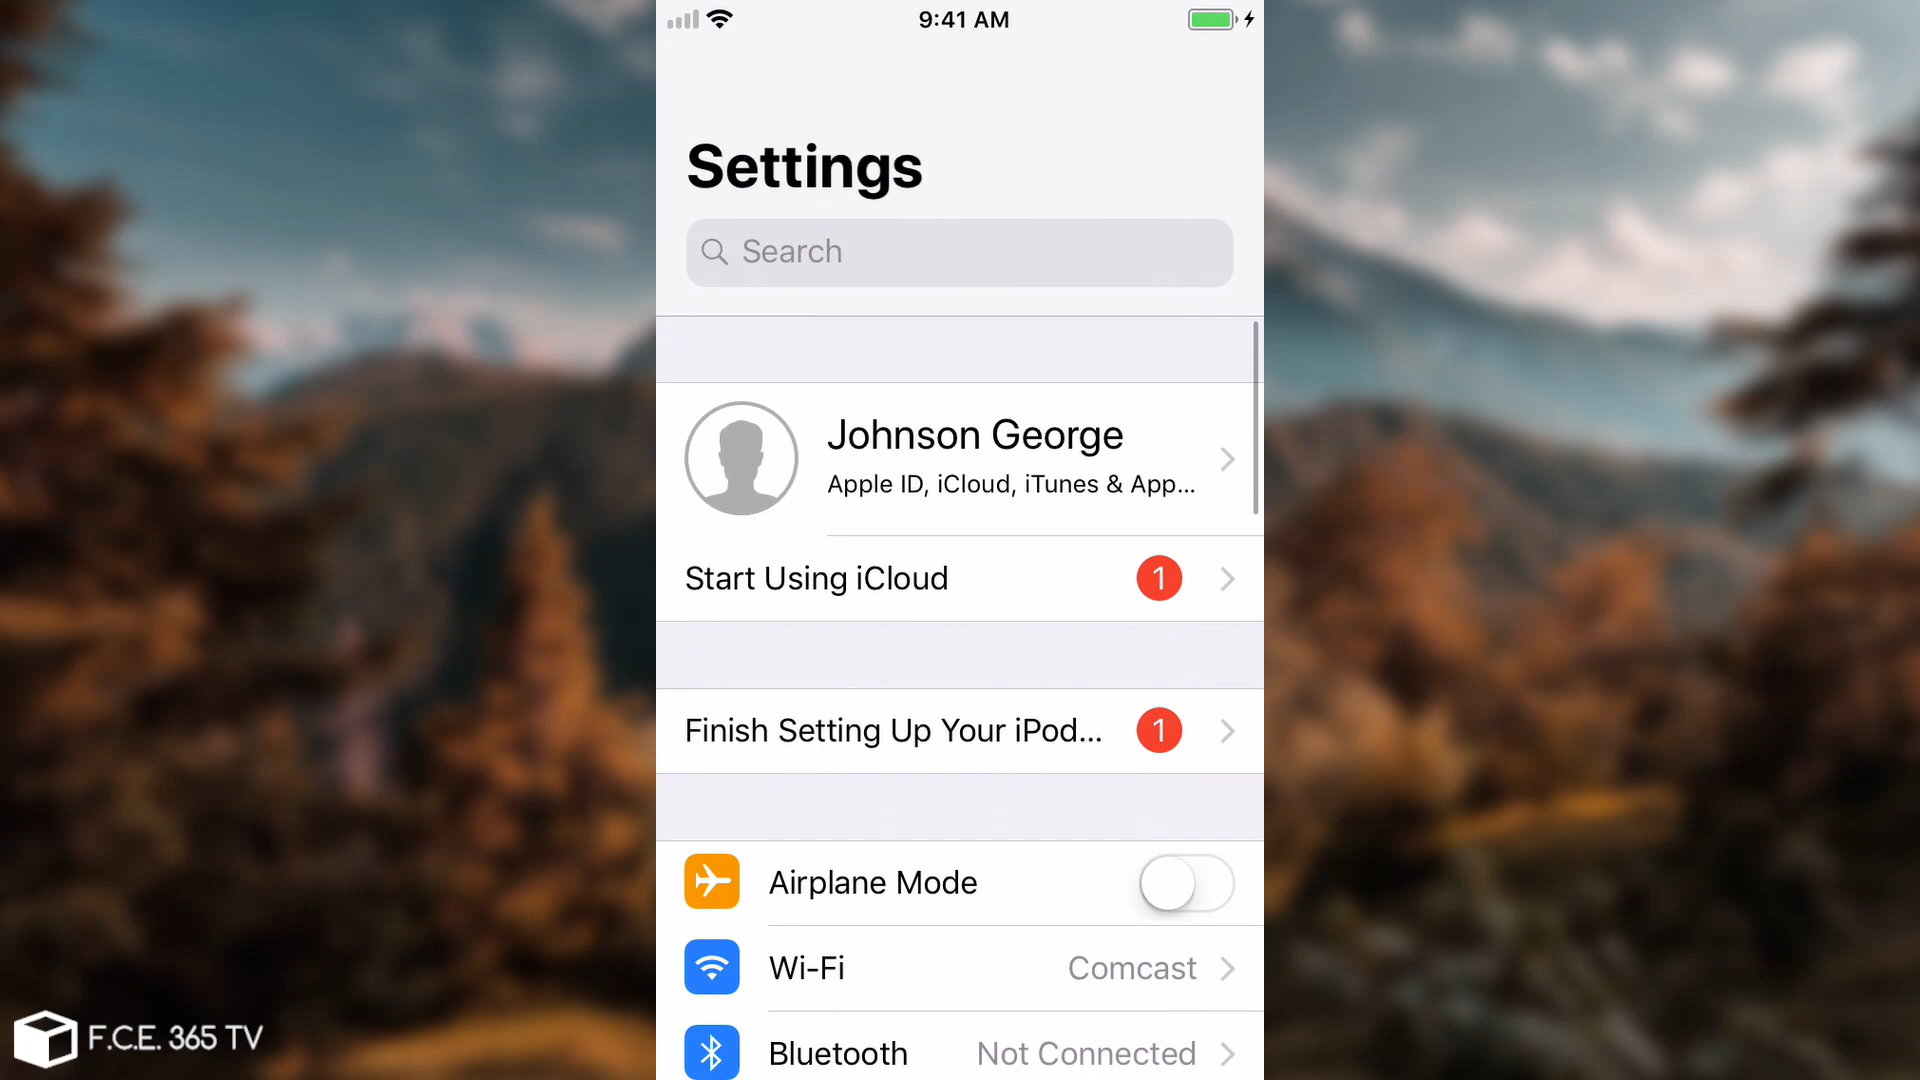 9:41 AM
Settings
Search
Johnson George
Apple ID, iCloud, iTunes & App...
Start Using iCloud
1
Finish Setting Up Your iPod...
1
Airplane Mode
Wi-Fi
Comcast
Bluetooth
Not Connected
F.C.E. 365 TV